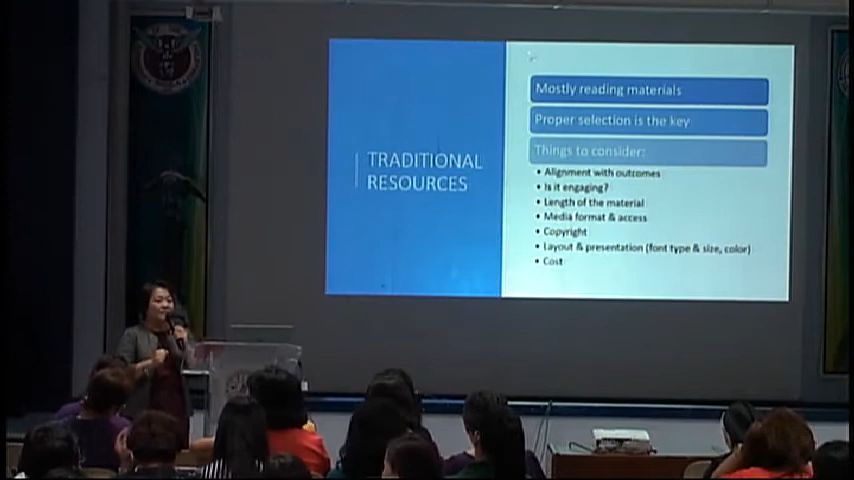 TRADITIONAL
RESOURCES
Mostly reading materials
Proper selection is the key
Things to consider:
• Alignment with outcomes
• Is it engaging?
• Length of the material
• Media format & access
• Copyright
• Layout & presentation (font type & size, color)
• Cost